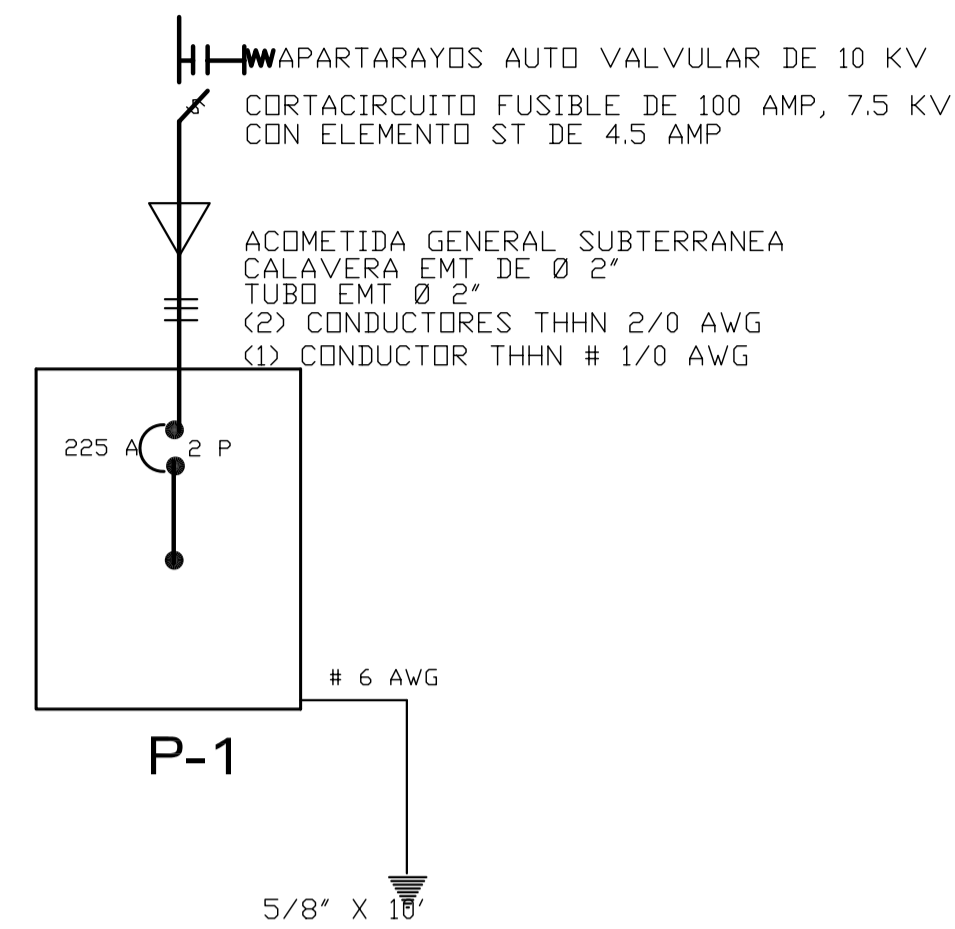 APARTARAYOS AUTO VALVULAR DE 10 KV
CORTACIRCUITO FUSIBLE DE 100 AMP, 7.5 KV
CON ELEMENTO ST DE 4.5 AMP
ACOMETIDA GENERAL SUBTERRANEA
CALAVERA EMT DE Ø 2"
TUBO EMT Ø 2"
(2) CONDUCTORES THHN 2/0 AWG
(1) CONDUCTOR THHN # 1/0 AWG
225 A 2 P
# 6 AWG
P-1
5/8" X 10'